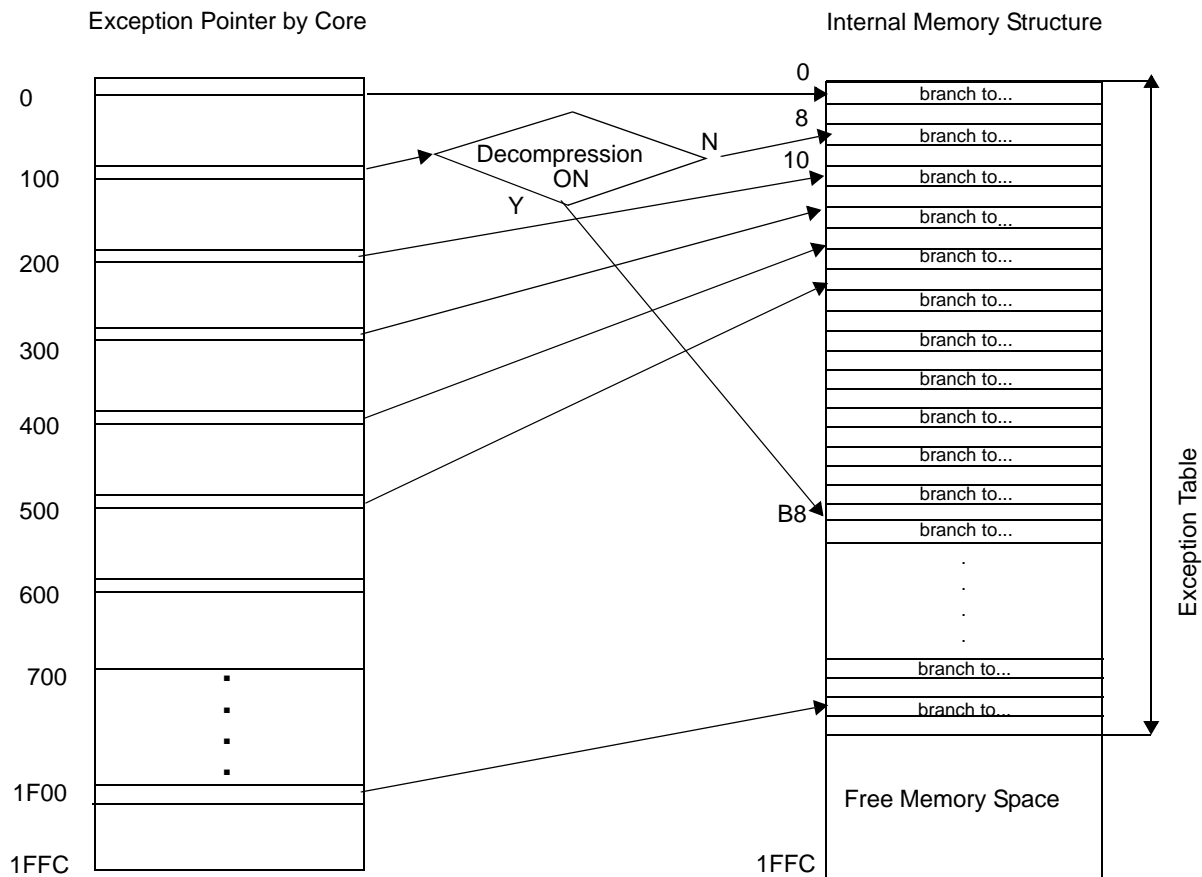 Exception Pointer by Core
0
100
200
300
400
500
600
700
1F00
1FFC
Decompression
ON
N
Y
Internal Memory Structure
0
8
10
B8
1FFC
branch to...
branch to...
branch to...
branch to...
branch to...
branch to...
branch to...
branch to...
branch to...
branch to...
branch to...
branch to...
branch to...
branch to...
Free Memory Space
Exception Table